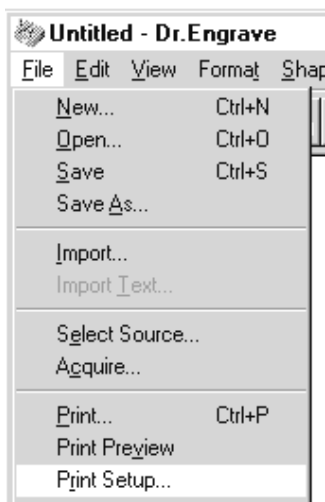 Untitled - Dr.Engrave
File Edit View Format Shap
New... Ctrl+N
Open... Ctrl+O
Save Ctrl+S
Save As...
Import...
Import Text...
Select Source...
Acquire...
Print... Ctrl+P
Print Preview
Print Setup...